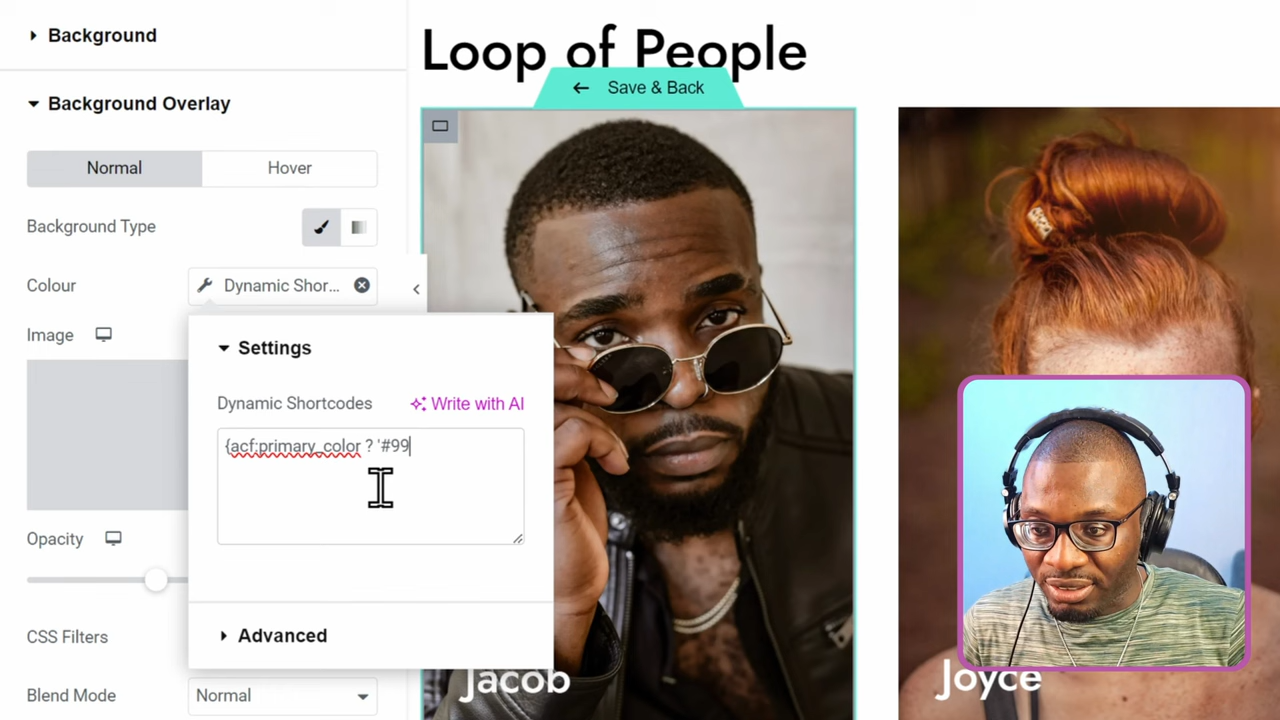 Background
Background Overlay
Normal
Hover
Background Type
Colour
Dynamic Shor...
Image
Settings
Dynamic Shortcodes
Write with AI
{acf:primary_color ? '#99
Opacity
Advanced
CSS Filters
Blend Mode
Normal
Loop of People
Save & Back
Jacob
Joyce